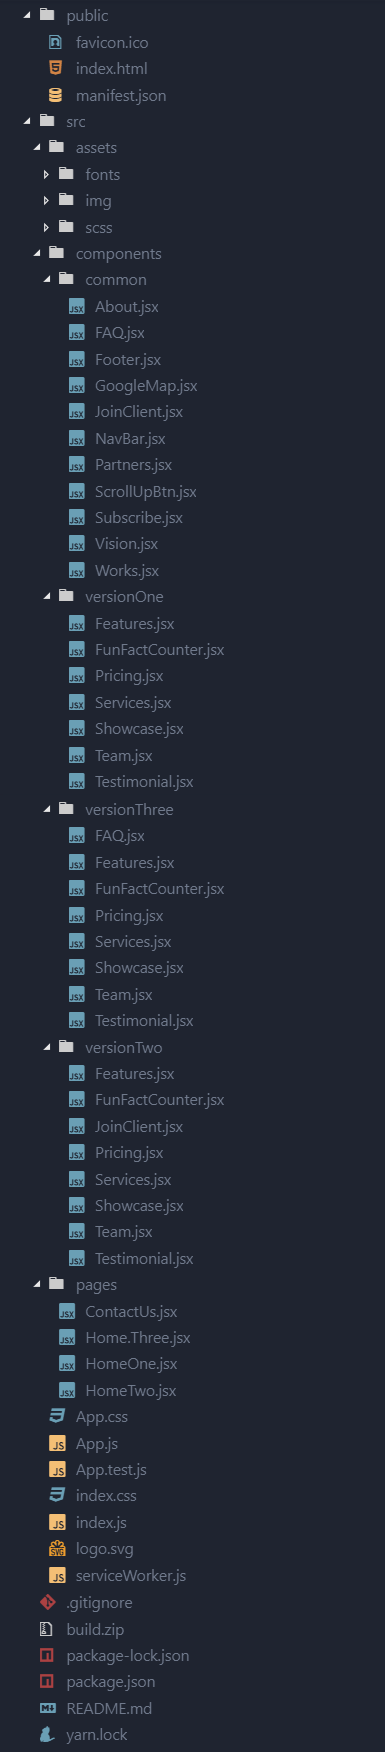 public
favicon.ico
index.html
manifest.json
src
assets
fonts
img
scss
components
common
About.jsx
FAQ.jsx
Footer.jsx
GoogleMap.jsx
JoinClient.jsx
NavBar.jsx
Partners.jsx
ScrollUpBtn.jsx
Subscribe.jsx
Vision.jsx
Works.jsx
versionOne
Features.jsx
FunFactCounter.jsx
Pricing.jsx
Services.jsx
Showcase.jsx
Team.jsx
Testimonial.jsx
versionThree
FAQ.jsx
Features.jsx
FunFactCounter.jsx
Pricing.jsx
Services.jsx
Showcase.jsx
Team.jsx
Testimonial.jsx
versionTwo
Features.jsx
FunFactCounter.jsx
JoinClient.jsx
Pricing.jsx
Services.jsx
Showcase.jsx
Team.jsx
Testimonial.jsx
pages
ContactUs.jsx
Home.Three.jsx
HomeOne.jsx
HomeTwo.jsx
App.css
App.js
App.test.js
index.css
index.js
logo.svg
serviceWorker.js
.gitignore
build.zip
package-lock.json
package.json
README.md
yarn.lock